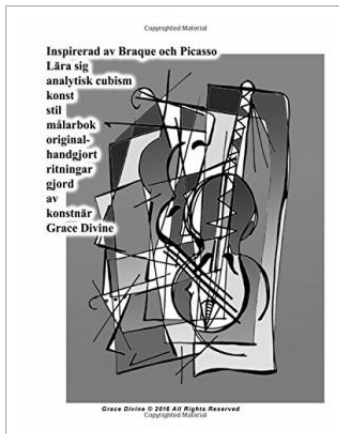 Copyrighted Material
Inspirerad av Braque och Picasso
Lära sig
analytisk cubism
konst
stil
målarbok
original-
handgjort
ritningar
gjord
av
konstnär
Grace Divine
Grace Divine © 2016 All Rights Reserved
Copyrighted Material